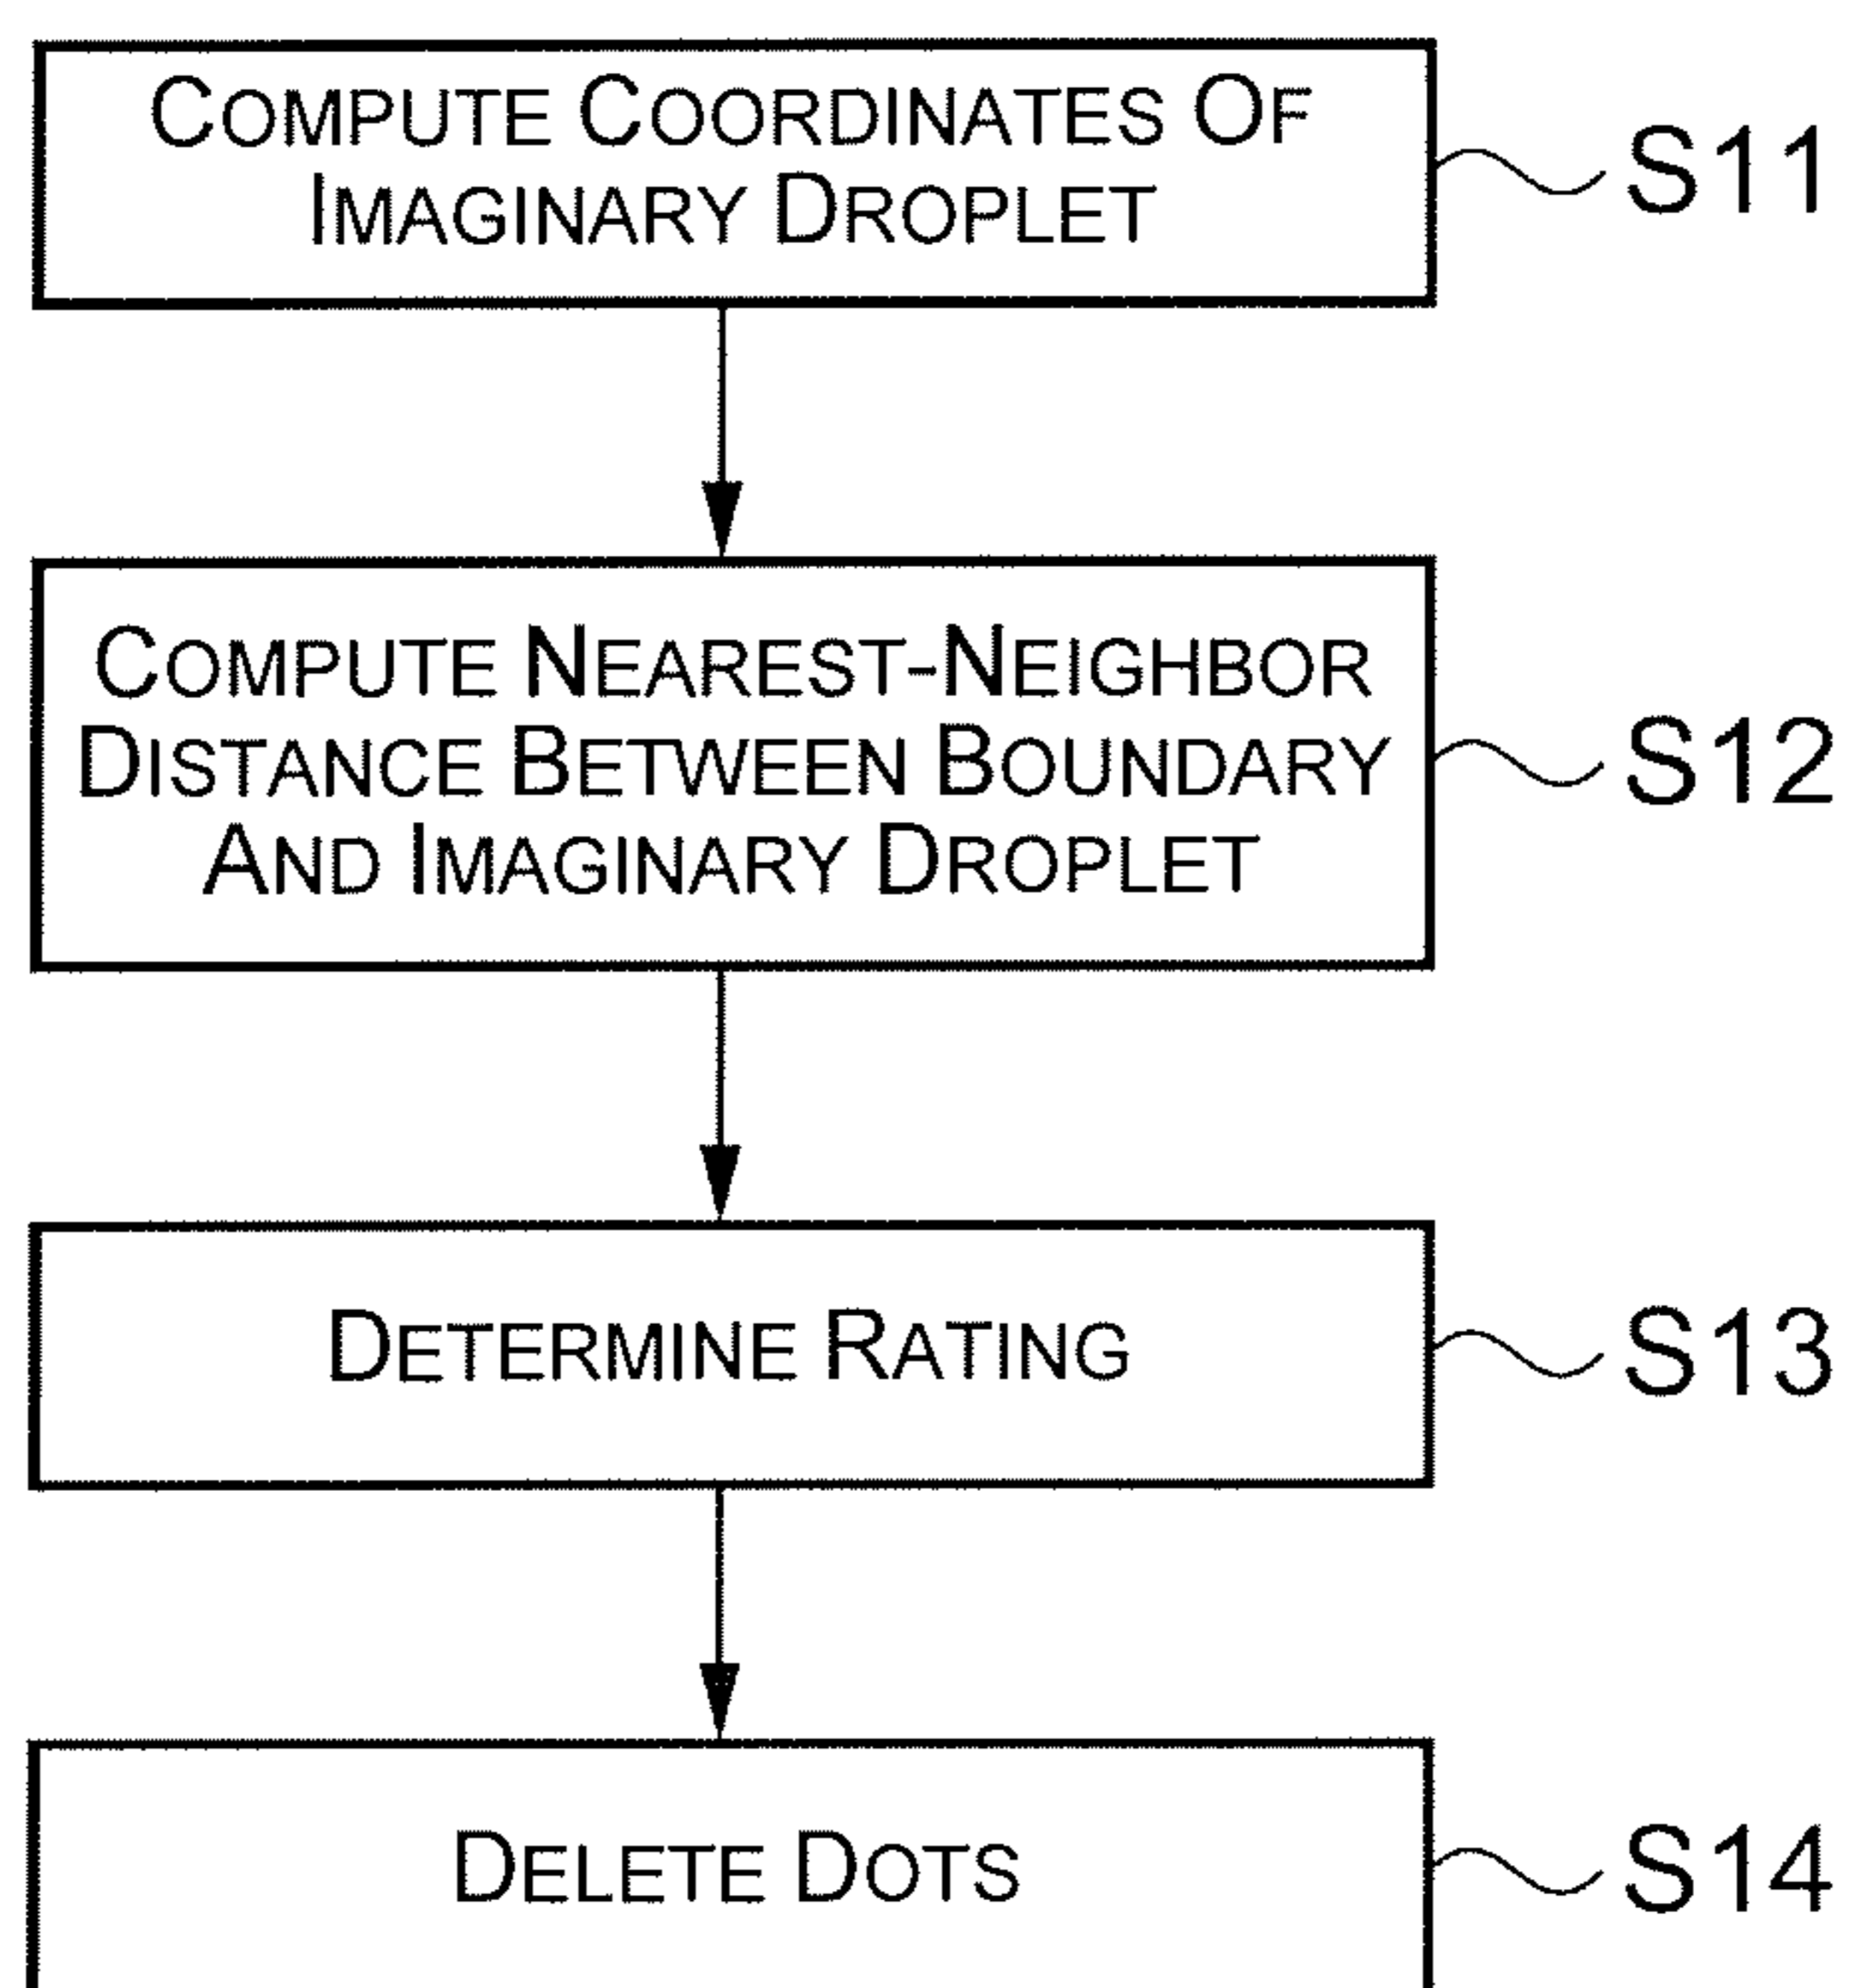 COMPUTE COORDINATES OF
IMAGINARY DROPLET
S11
COMPUTE NEAREST-NEIGHBOR
DISTANCE BETWEEN BOUNDARY
AND IMAGINARY DROPLET
S12
DETERMINE RATING
S13
DELETE DOTS
S14